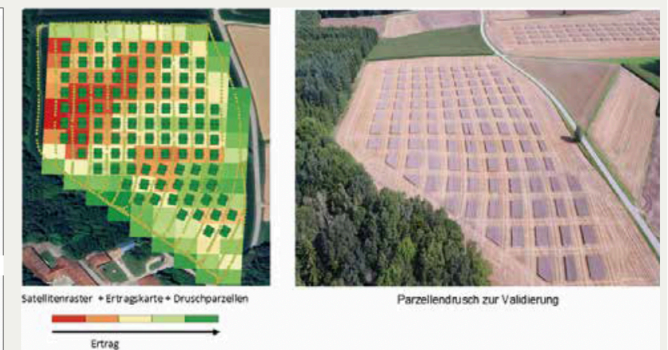 Satellitenraster + Ertragskarte + Druschparzellen
Ertrag
Parzellendrusch zur Validierung